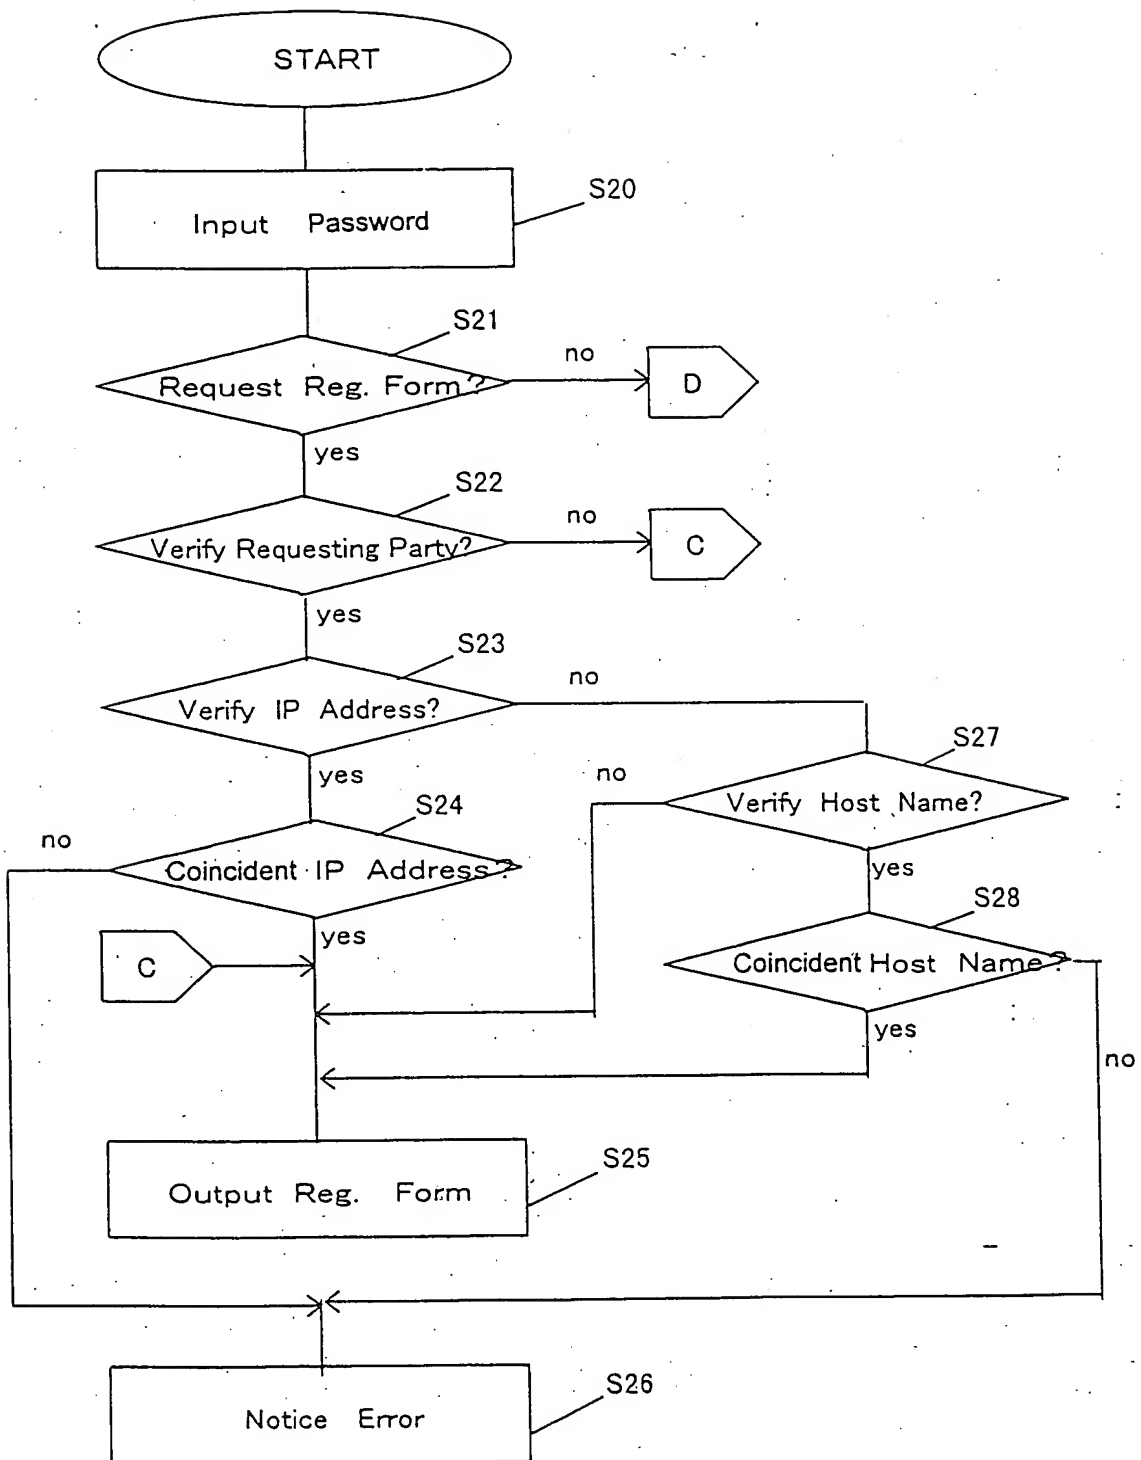 START
S20
Input Password
S21
Request Reg. Form?
no
D
yes
S22
Verify Requesting Party?
no
C
yes
S23
Verify IP Address?
no
yes
S27
Verify Host Name?
no
yes
S24
Coincident IP Address?
no
yes
S28
Coincident Host Name?
yes
no
C
S25
Output Reg. Form
S26
Notice Error